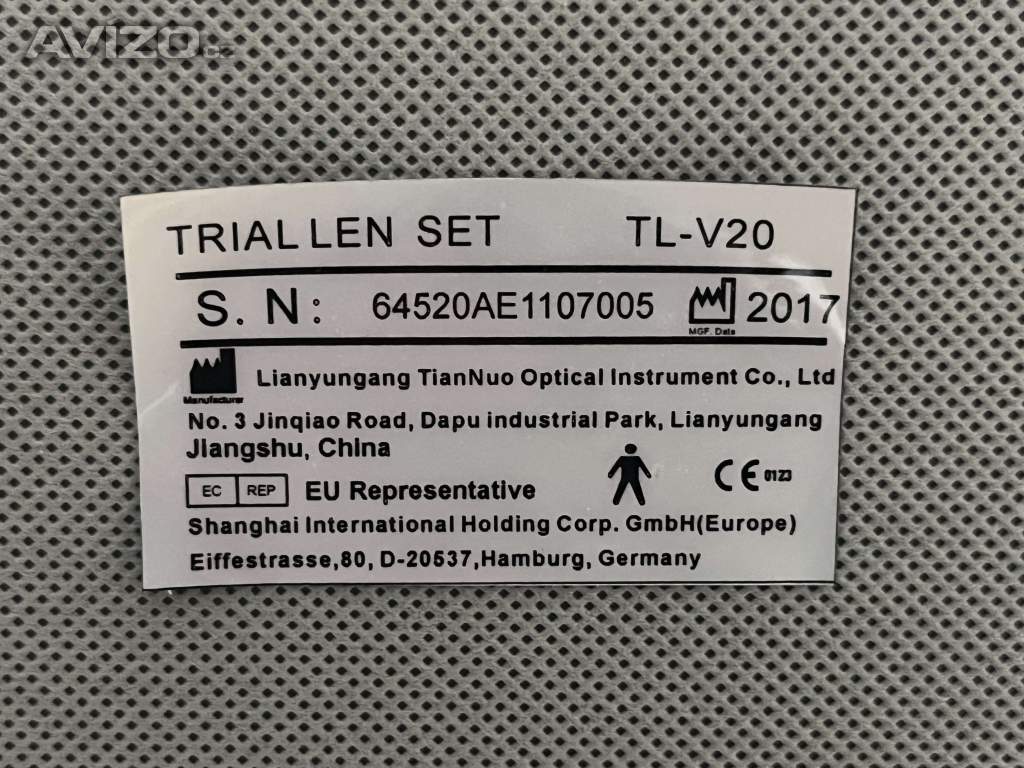 AVIZO.cz
TRIAL LEN SET TL-V20
S. N: 64520AE1107005 MGF. Date 2017
Manufacturer Lianyungang TianNuo Optical Instrument Co., Ltd
No. 3 Jinqiao Road, Dapu industrial Park, Lianyungang
Jlangshu, China
EC REP EU Representative CE 0123
Shanghai International Holding Corp. GmbH(Europe)
Eiffestrasse,80, D-20537,Hamburg, Germany